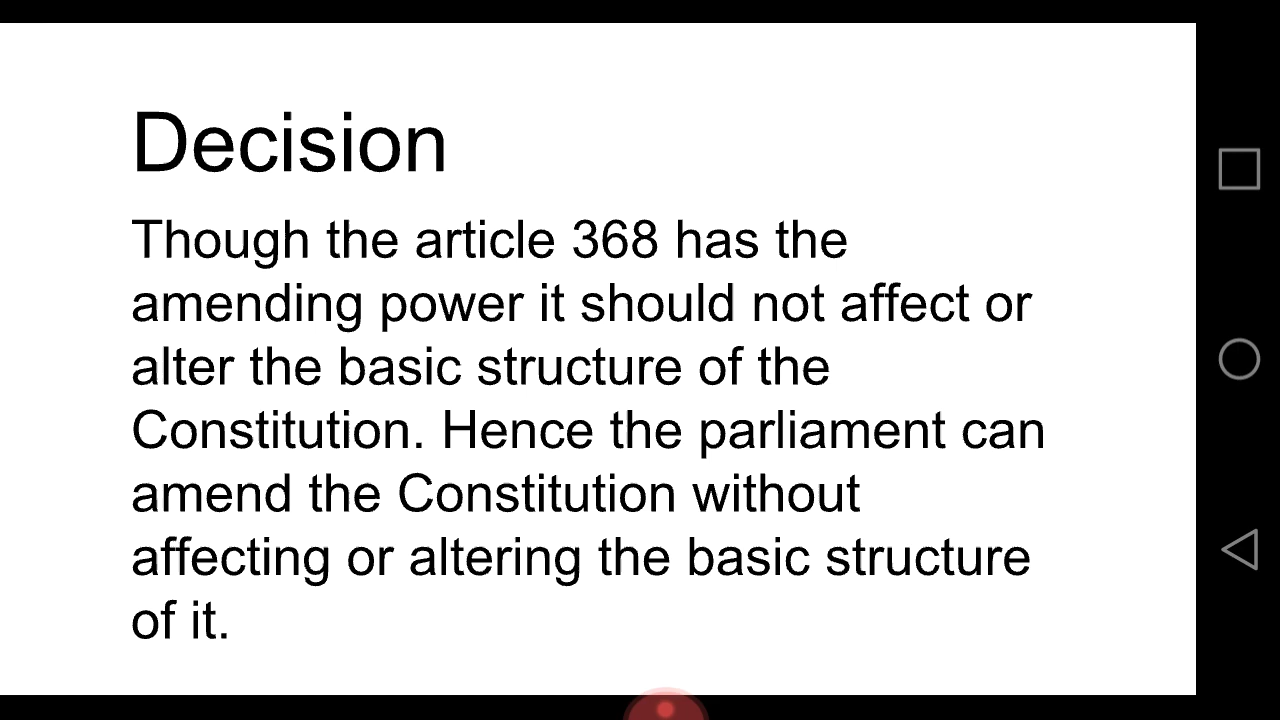 Decision
Though the article 368 has the
amending power it should not affect or
alter the basic structure of the
Constitution. Hence the parliament can
amend the Constitution without
affecting or altering the basic structure
of it.